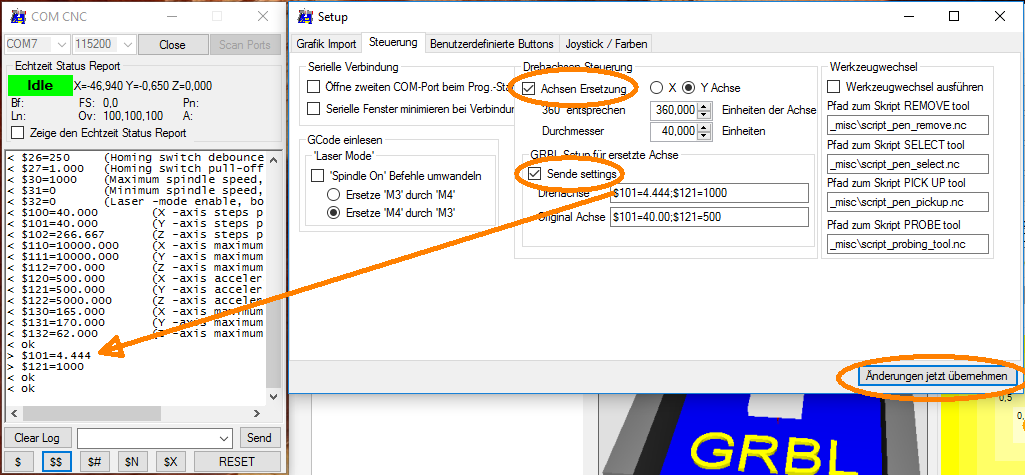 COM CNC
COM7
115200
Close
Scan Ports
Echtzeit Status Report
Idle
X=-46,940 Y=-0,650 Z=0,000
Bf:
FS: 0,0
Pn:
Ln:
Ov: 100,100,100
A:
Zeige den Echtzeit Status Report
< $26=250 (Homing switch debounce
< $27=1.000 (Homing switch pull-off
< $30=1000 (Maximum spindle speed,
< $31=0 (Minimum spindle speed,
< $32=0 (Laser -mode enable, bo
< $100=40.000 (X -axis steps p
< $101=40.000 (Y -axis steps p
< $102=266.667 (Z -axis steps p
< $110=10000.000 (X -axis maximum
< $111=10000.000 (Y -axis maximum
< $112=700.000 (Z -axis maximum
< $120=500.000 (X -axis acceler
< $121=500.000 (Y -axis acceler
< $122=5000.000 (Z -axis acceler
< $130=165.000 (X -axis maximum
< $131=170.000 (Y -axis maximum
< $132=62.000 (Z -axis maximum
< ok
> $101=4.444
> $121=1000
< ok
< ok
Clear Log
Send
$
$$
$#
$N
$X
RESET
Setup
Grafik Import
Steuerung
Benutzerdefinierte Buttons
Joystick / Farben
Serielle Verbindung
Öffne zweiten COM-Port beim Prog.-Sta
Serielle Fenster minimieren bei Verbindur
GCode einlesen
'Laser Mode'
'Spindle On' Befehle umwandeln
Ersetze 'M3' durch 'M4'
Ersetze 'M4' durch 'M3'
Drehachsen Steuerung
Achsen Ersetzung
X
Y Achse
360° entsprechen
360,000
Einheiten der Achse
Durchmesser
40,000
Einheiten
GRBL Setup für ersetzte Achse
Sende settings
Drehachse
$101=4.444;$121=1000
Original Achse
$101=40.00;$121=500
Werkzeugwechsel
Werkzeugwechsel ausführen
Pfad zum Skript REMOVE tool
_misc\script_pen_remove.nc
Pfad zum Skript SELECT tool
_misc\script_pen_select.nc
Pfad zum Skript PICK UP tool
_misc\script_pen_pickup.nc
Pfad zum Skript PROBE tool
_misc\script_probing_tool.nc
Änderungen jetzt übernehmen
GRBL
0,5
0,